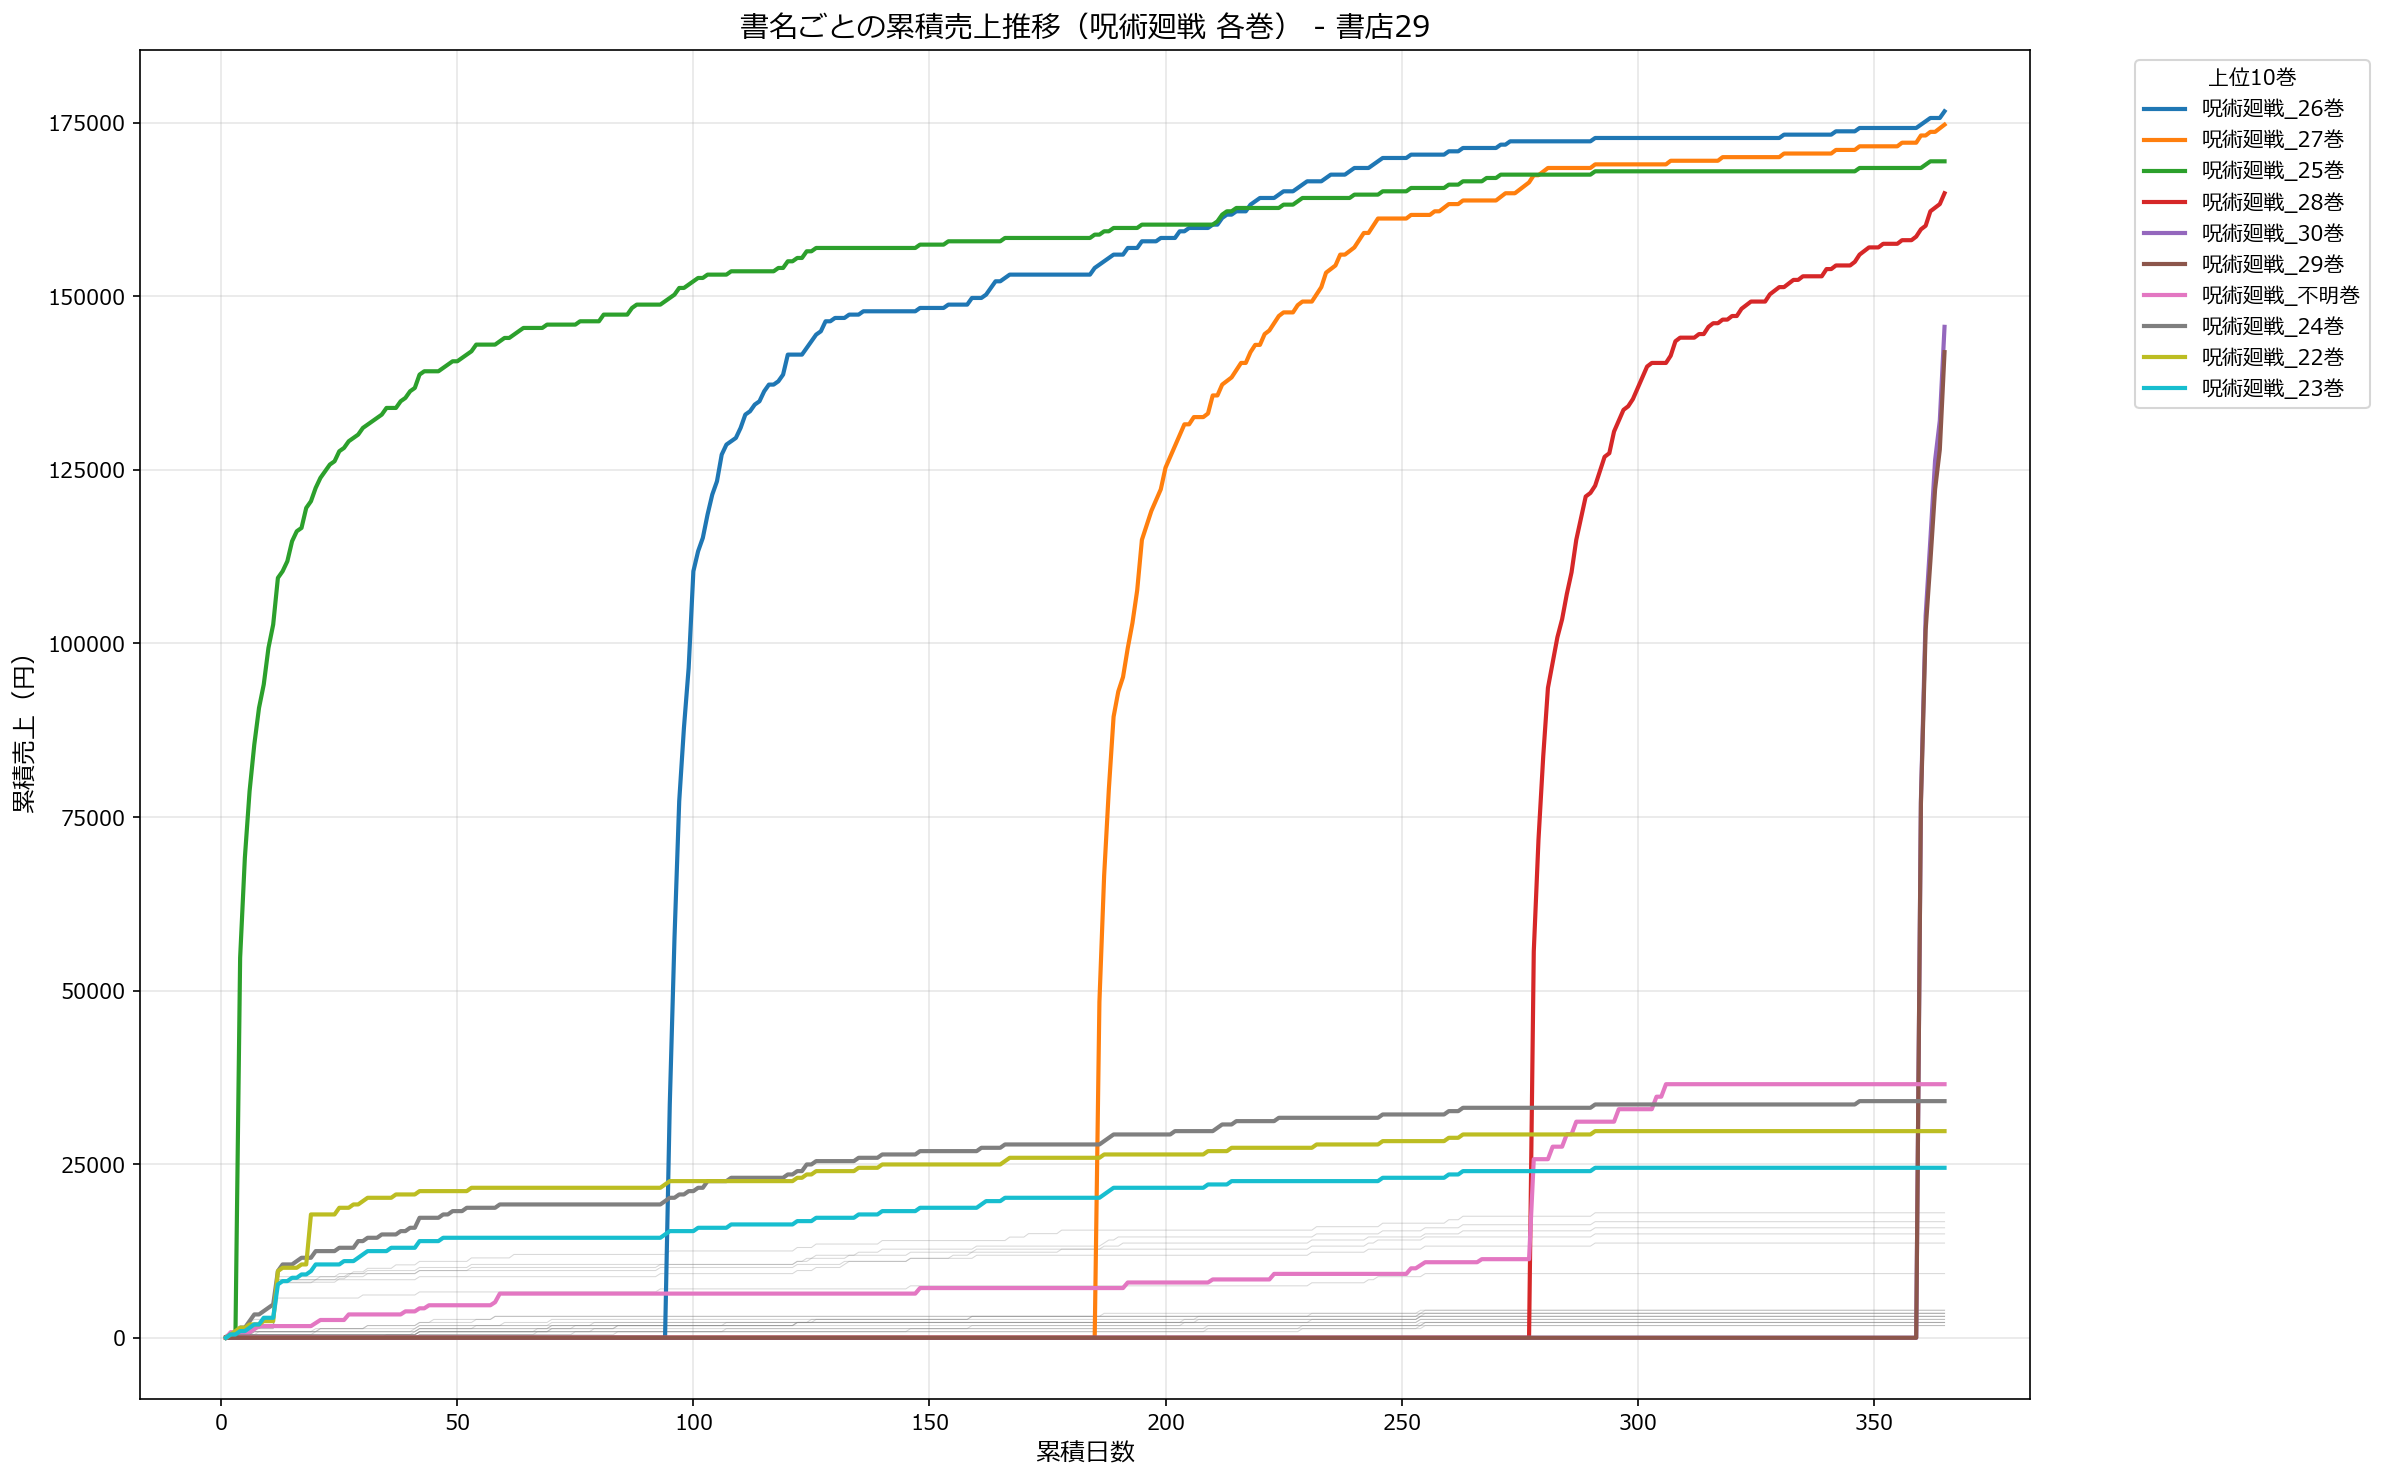 書名ごとの累積売上推移（呪術廻戦 各巻） - 書店29
175000
150000
125000
100000
75000
50000
25000
0
累積売上（円）
0 50 100 150 200 250 300 350
累積日数
上位10巻
呪術廻戦_26巻
呪術廻戦_27巻
呪術廻戦_25巻
呪術廻戦_28巻
呪術廻戦_30巻
呪術廻戦_29巻
呪術廻戦_不明巻
呪術廻戦_24巻
呪術廻戦_22巻
呪術廻戦_23巻